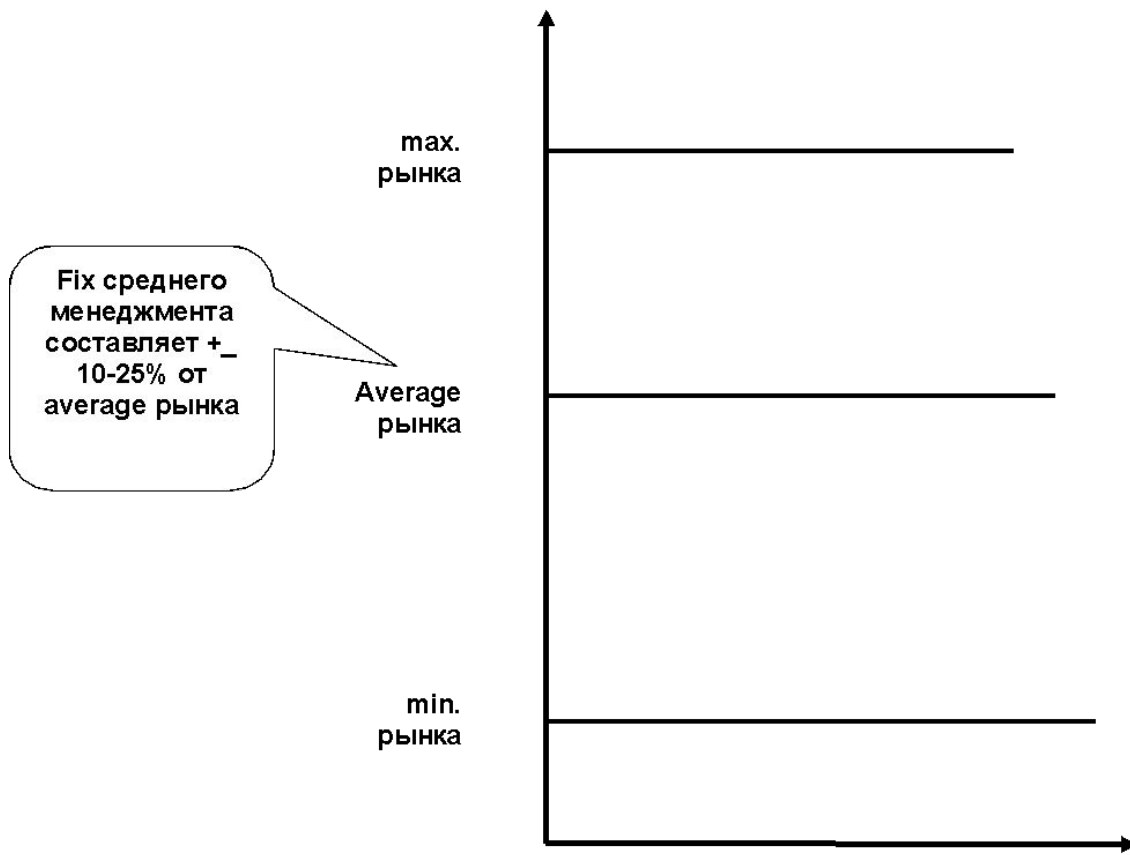 max.
рынка
Fix среднего
менеджмента
составляет +_
10-25% от
average рынка
Average
рынка
min.
рынка